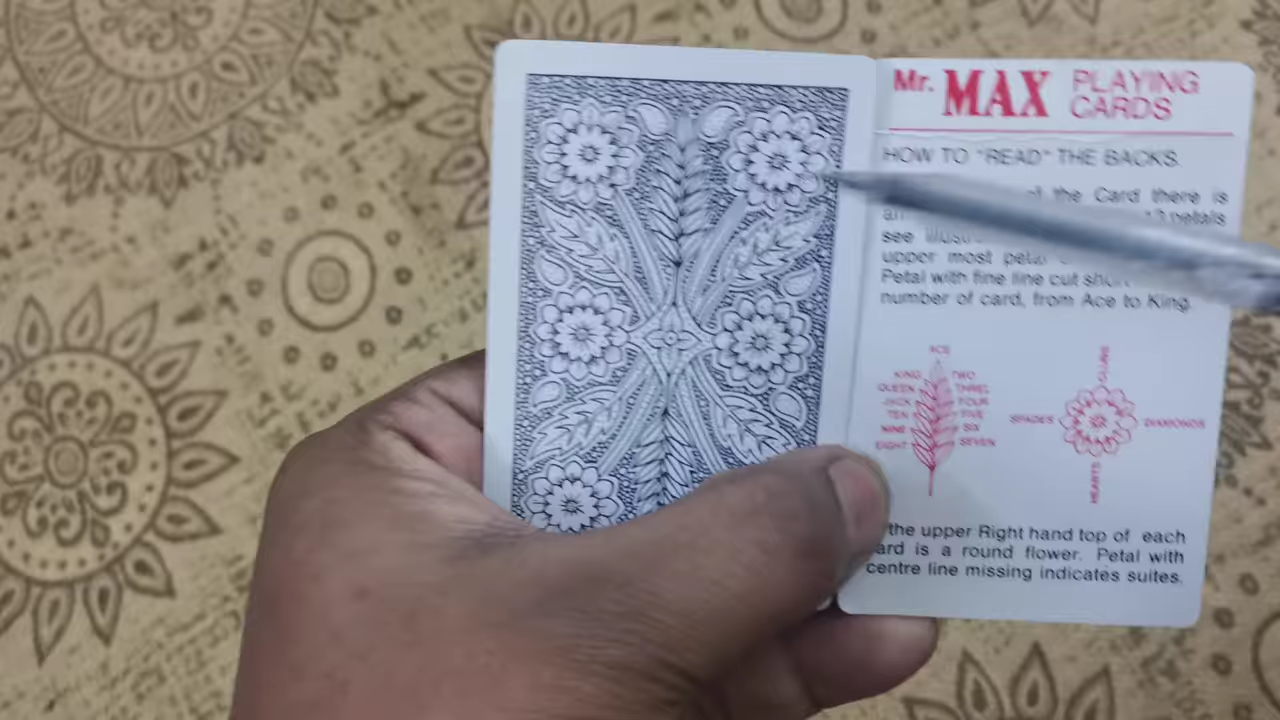 Mr. MAX PLAYING CARDS
HOW TO "READ" THE BACKS.
the Card there is
an petals
see
upper most
Petal with fine line cut
number of card, from Ace to King.
ACE
KING TWO
QUEEN THREE
JACK FOUR
TEN FIVE
NINE SIX
EIGHT SEVEN
CLUBS
SPADES DIAMONDS
HEARTS
the upper Right hand top of each
ard is a round flower. Petal with
centre line missing indicates suites.